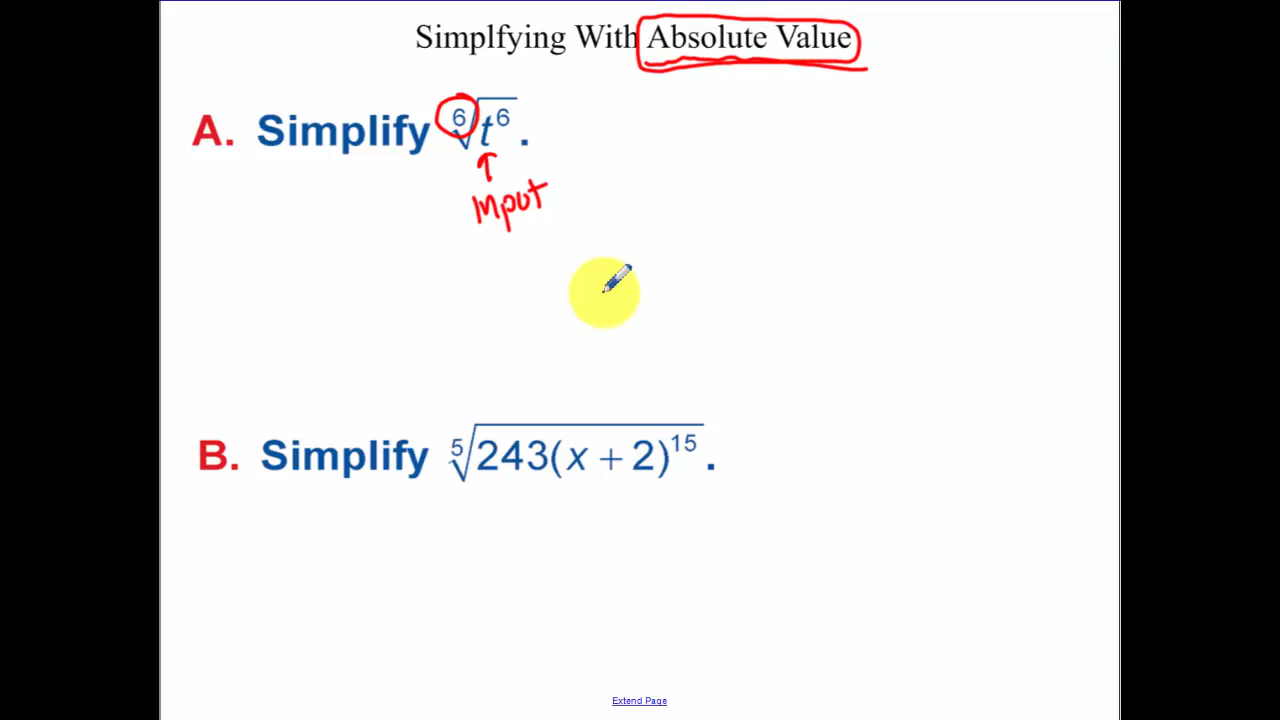 Simplfying With Absolute Value
A. Simplify ⁶√t⁶.
Input
B. Simplify ⁵√243(x + 2)¹⁵.
Extend Page